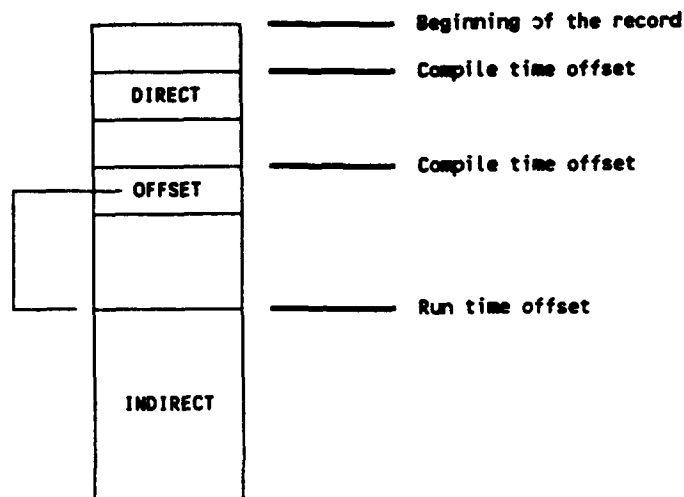 Beginning of the record
Compile time offset
DIRECT
Compile time offset
OFFSET
Run time offset
INDIRECT